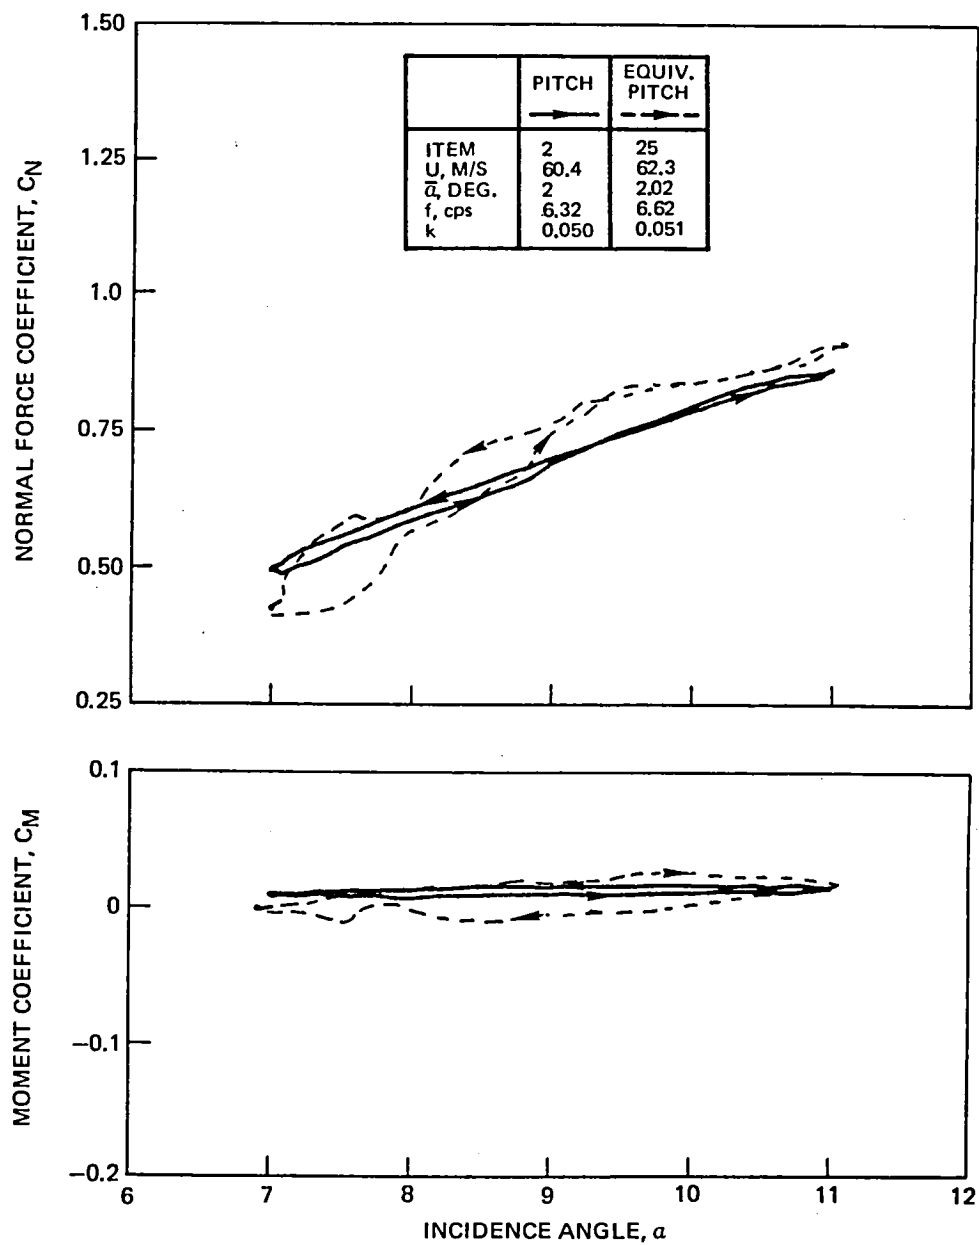 1.50
1.25
1.0
0.75
0.50
0.25
NORMAL FORCE COEFFICIENT, CN
PITCH
EQUIV.
PITCH
ITEM 2 25
U, M/S 60.4 62.3
ā, DEG. 2 2.02
f, cps 6.32 6.62
k 0.050 0.051
0.1
0
−0.1
−0.2
MOMENT COEFFICIENT, CM
6 7 8 9 10 11 12
INCIDENCE ANGLE, a